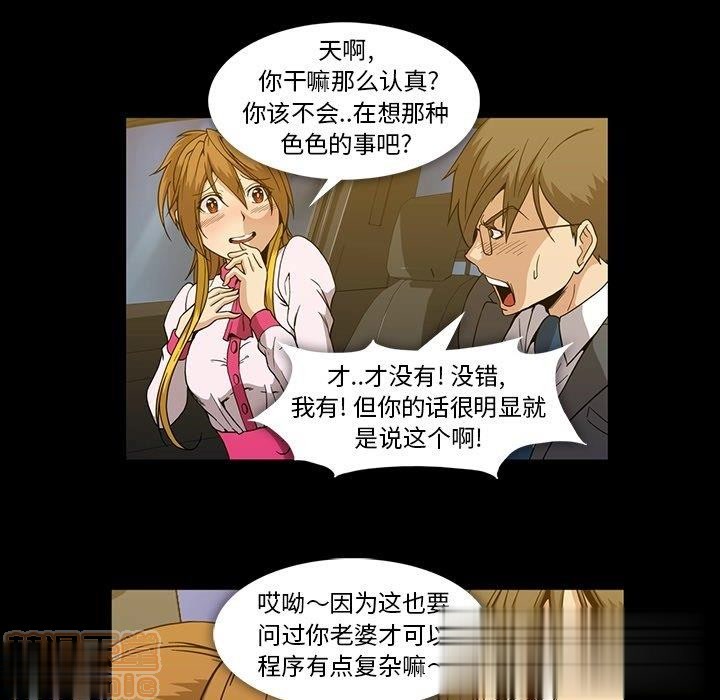 天啊,
你干嘛那么认真?
你该不会..在想那种
色色的事吧?
才..才没有! 没错,
我有! 但你的话很明显就
是说这个啊!
哎呦～因为这也要
问过你老婆才可以
程序有点复杂嘛～